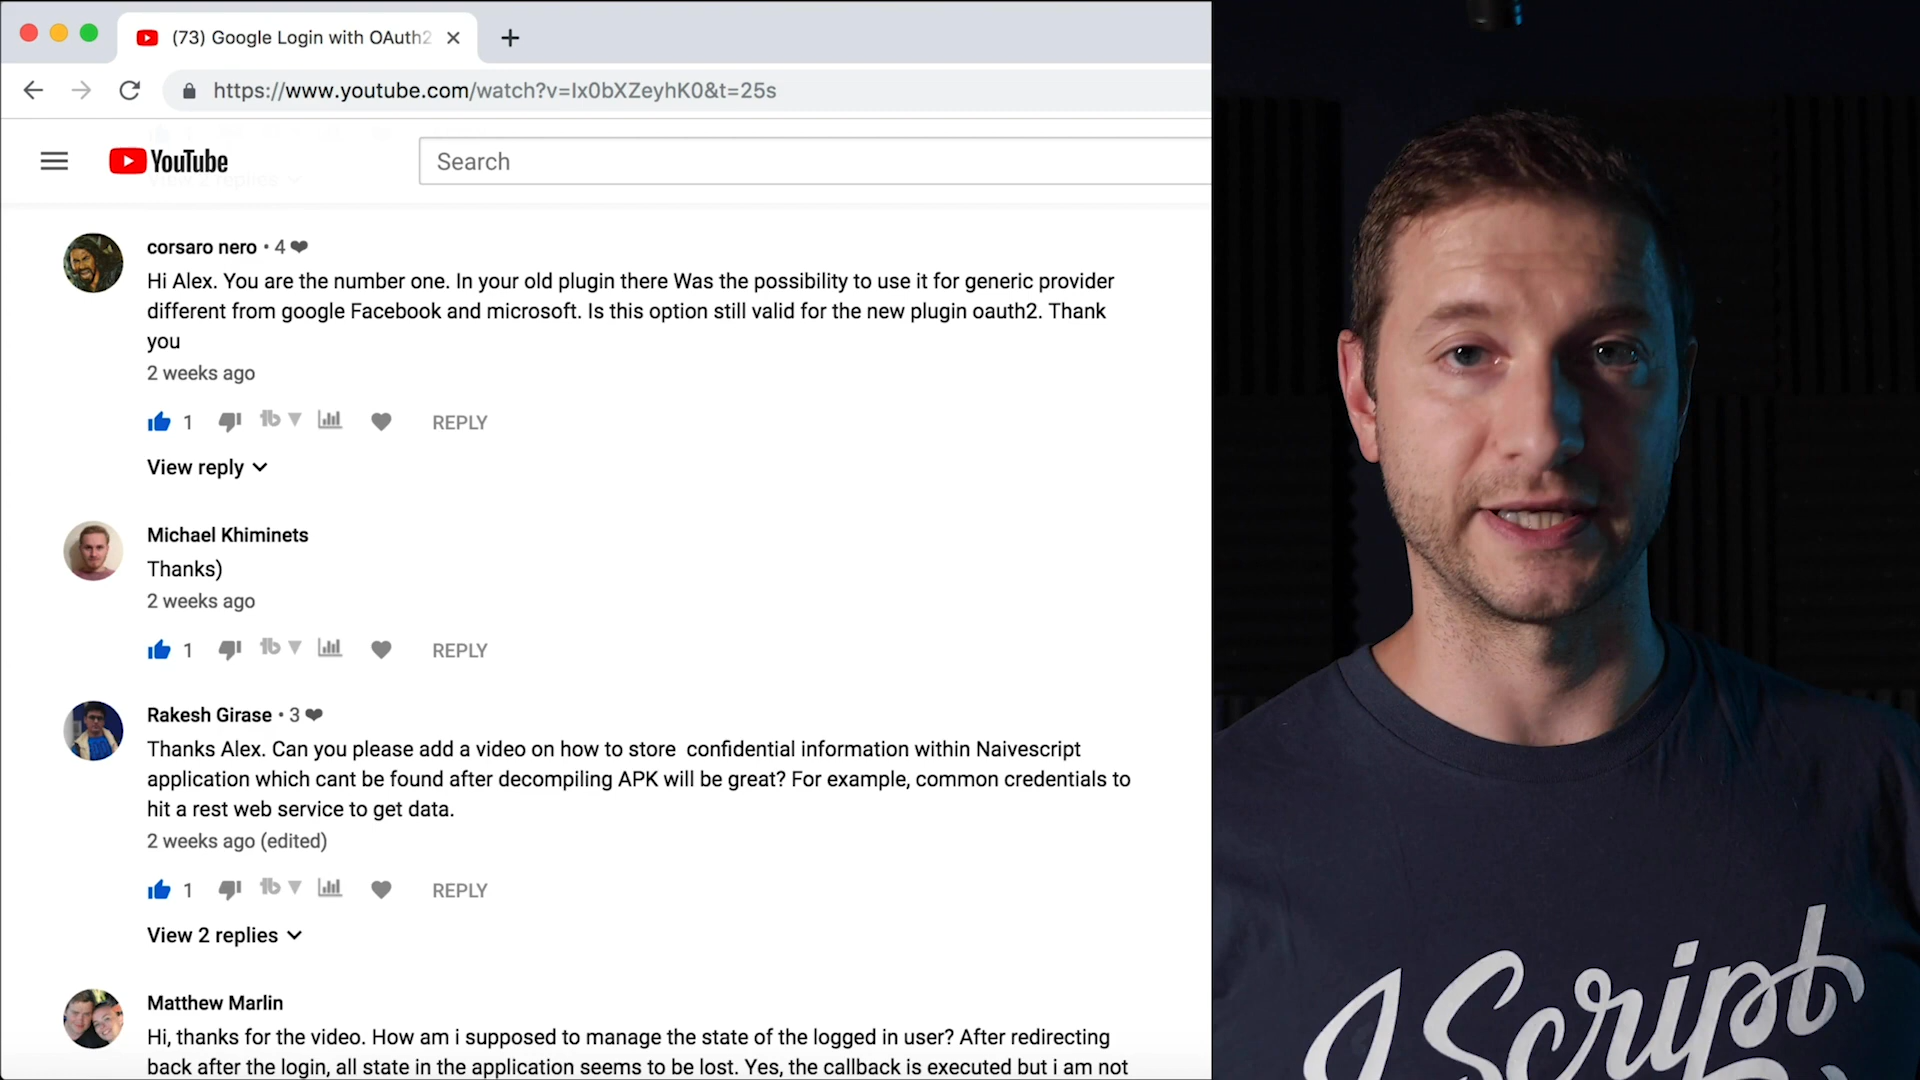 (73) Google Login with OAuth2
https://www.youtube.com/watch?v=Ix0bXZeyhK0&t=25s
YouTube
Search
corsaro nero • 4
Hi Alex. You are the number one. In your old plugin there Was the possibility to use it for generic provider
different from google Facebook and microsoft. Is this option still valid for the new plugin oauth2. Thank
you
2 weeks ago
1
REPLY
View reply
Michael Khiminets
Thanks)
2 weeks ago
1
REPLY
Rakesh Girase • 3
Thanks Alex. Can you please add a video on how to store confidential information within Naivescript
application which cant be found after decompiling APK will be great? For example, common credentials to
hit a rest web service to get data.
2 weeks ago (edited)
1
REPLY
View 2 replies
Matthew Marlin
Hi, thanks for the video. How am i supposed to manage the state of the logged in user? After redirecting
back after the login, all state in the application seems to be lost. Yes, the callback is executed but i am not
Script